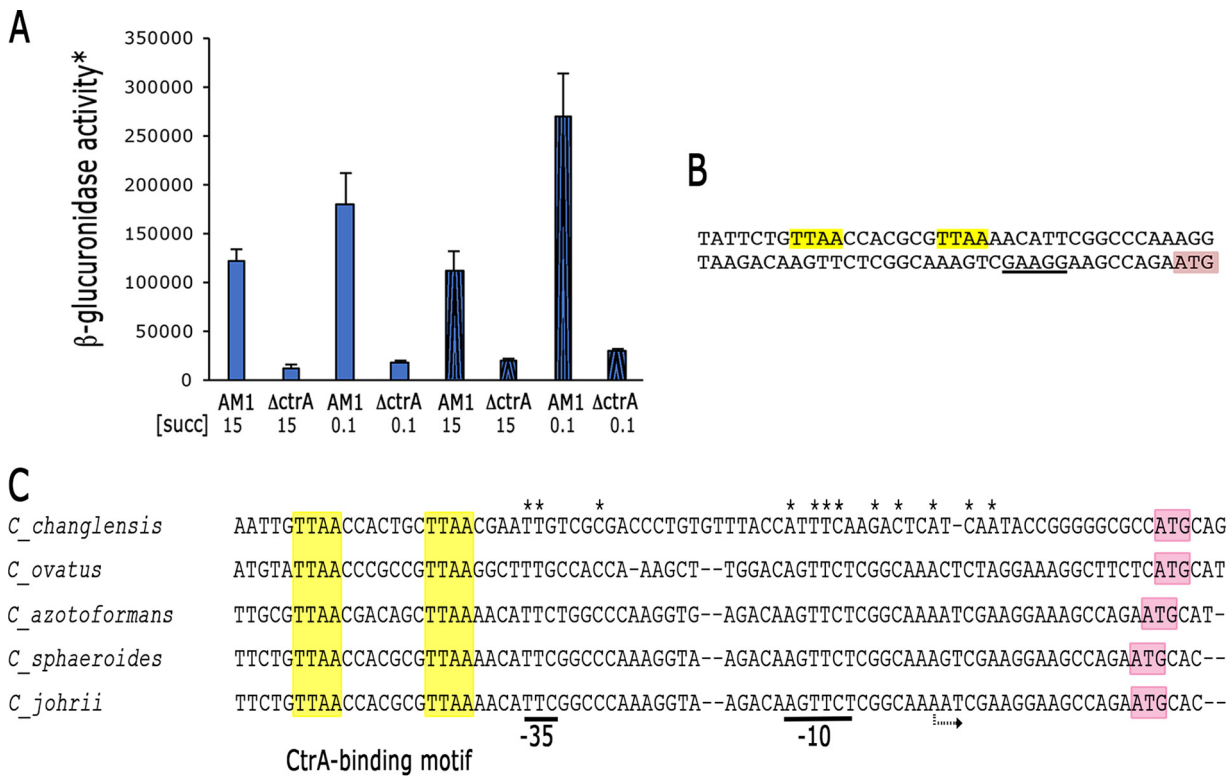 A
β-glucuronidase activity*
350000
300000
250000
200000
150000
100000
50000
0
AM1 ΔctrA AM1 ΔctrA AM1 ΔctrA AM1 ΔctrA
[succ] 15 15 0.1 0.1 15 15 0.1 0.1
B
TATTCTGTTAACCACGCGTTAAAACATTCGGCCCAAAGG
TAAGACAAGTTCTCGGCAAAGTCGAAGGAAGCCAGAATG
C
** * * *** * * * * *
C_changlensis AATTGTTAACCACTGCTTAACGAATTGTCGCGACCCTGTGTTTACCATTTCAAGACTCAT-CAATACCGGGGGCGCCATGCAG
C_ovatus ATGTATTAACCCGCCGTTAAGGCTTTGCCACCA-AAGCT--TGGACAGTTCTCGGCAAACTCTAGGAAAGGCTTCTCATGCAT
C_azotoformans TTGCGTTAACGACAGCTTAAAACATTCTGGCCCAAGGTG--AGACAAGTTCTCGGCAAAATCGAAGGAAAGCCAGAATGCAT-
C_sphaeroides TTCTGTTAACCACGCGTTAAAACATTCGGCCCAAAGGTA--AGACAAGTTCTCGGCAAAGTCGAAGGAAGCCAGAATGCAC--
C_johrii TTCTGTTAACCACGCGTTAAAACATTCGGCCCAAAGGTA--AGACAAGTTCTCGGCAAAATCGAAGGAAGCCAGAATGCAC--
-35 -10
CtrA-binding motif